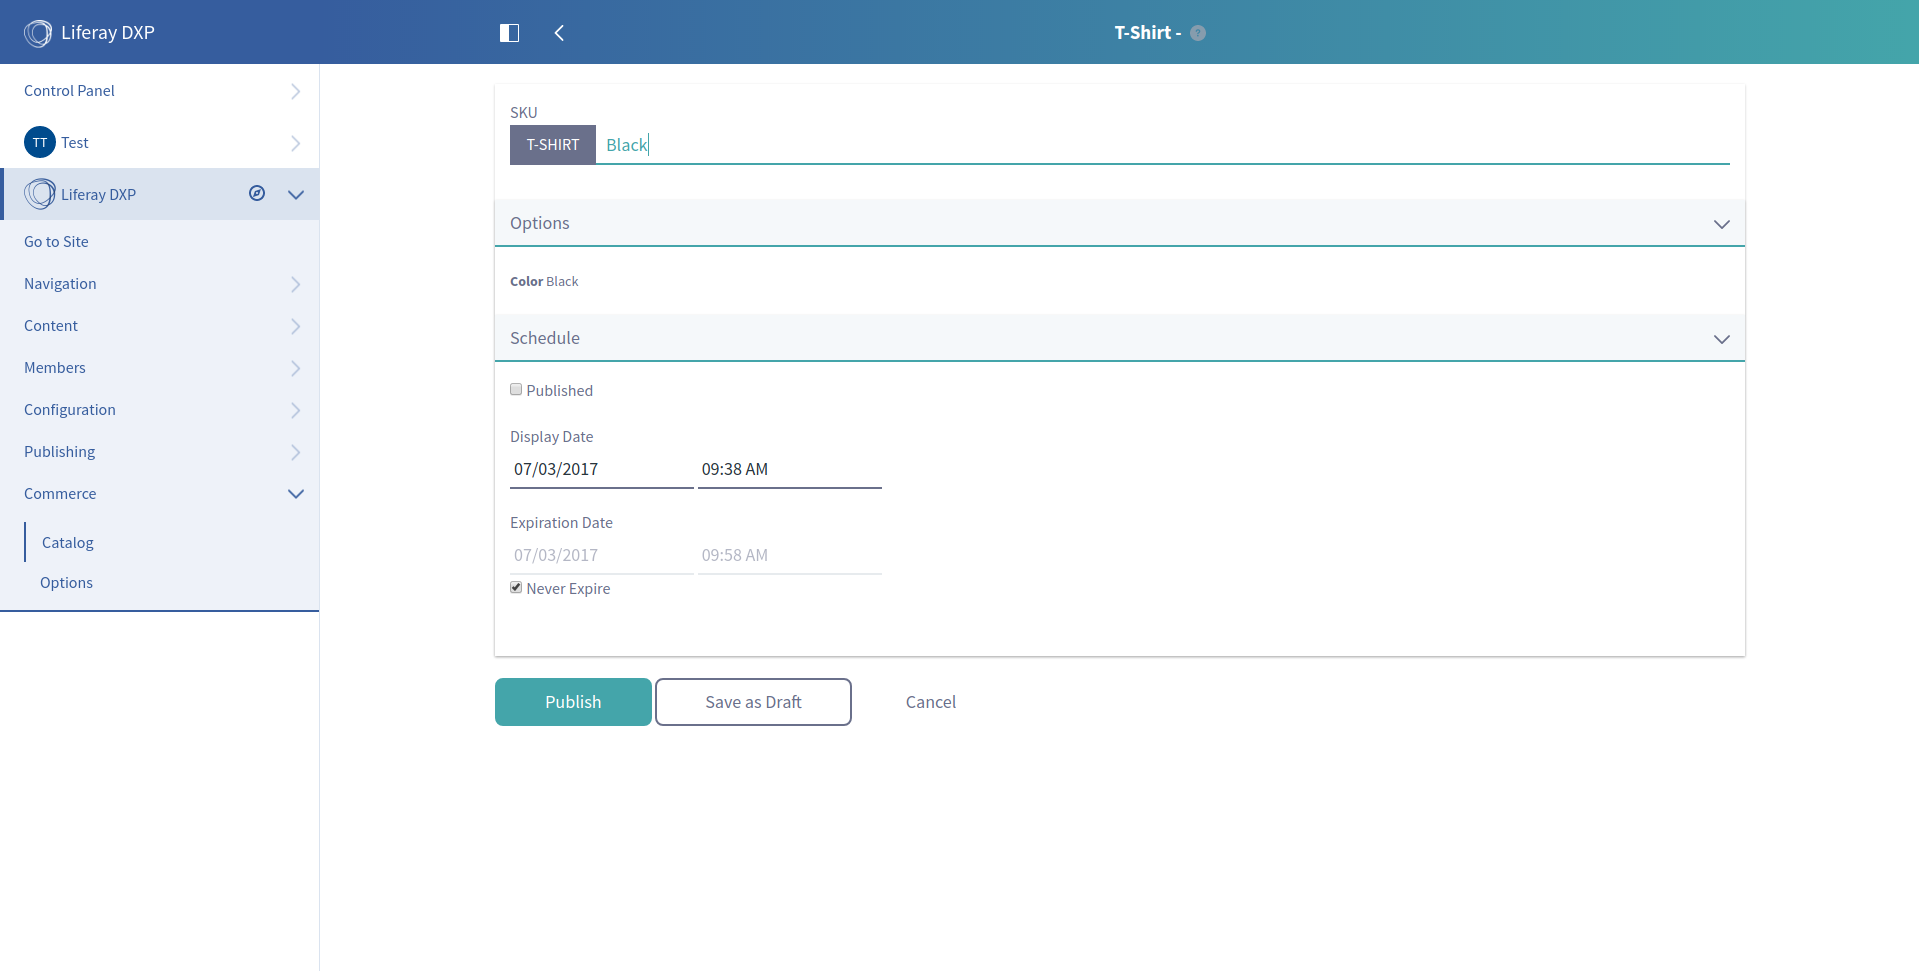 Liferay DXP
T-Shirt - ?
Control Panel
TT Test
Liferay DXP
Go to Site
Navigation
Content
Members
Configuration
Publishing
Commerce
Catalog
Options
SKU
T-SHIRT Black
Options
Color Black
Schedule
Published
Display Date
07/03/2017 09:38 AM
Expiration Date
07/03/2017 09:58 AM
Never Expire
Publish Save as Draft Cancel